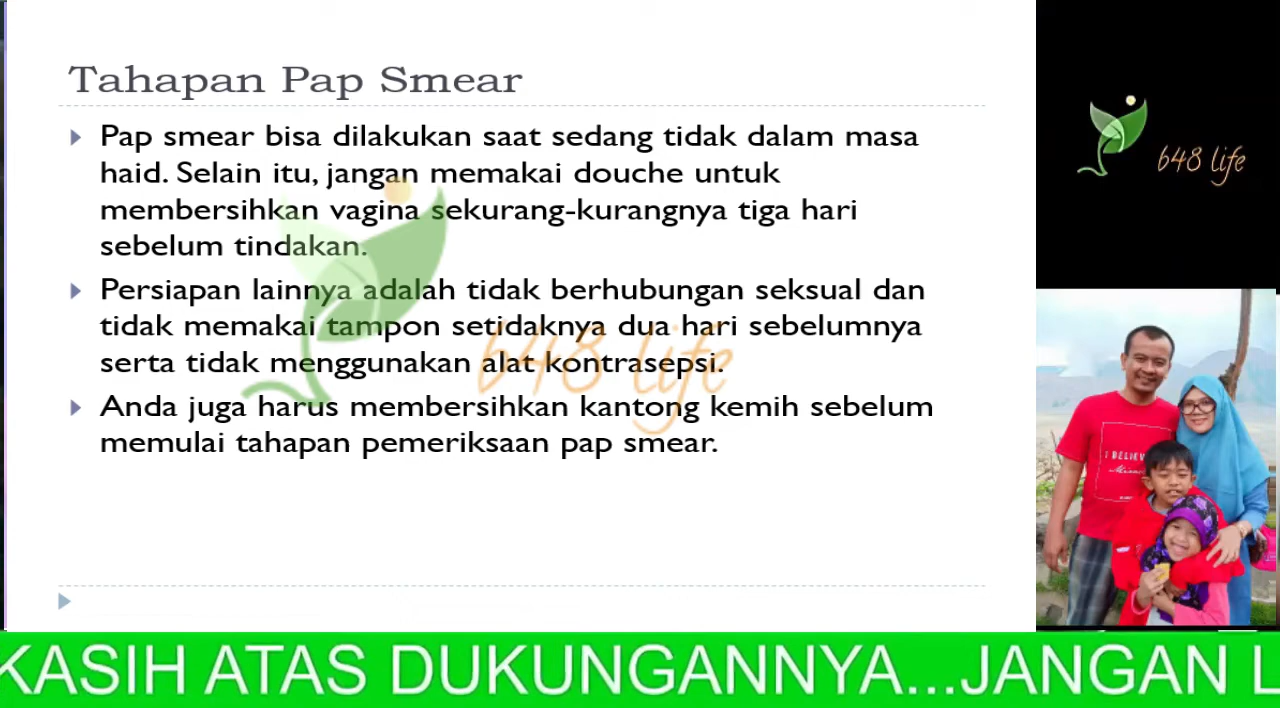 Tahapan Pap Smear
Pap smear bisa dilakukan saat sedang tidak dalam masa
haid. Selain itu, jangan memakai douche untuk
membersihkan vagina sekurang-kurangnya tiga hari
sebelum tindakan.
Persiapan lainnya adalah tidak berhubungan seksual dan
tidak memakai tampon setidaknya dua hari sebelumnya
serta tidak menggunakan alat kontrasepsi.
Anda juga harus membersihkan kantong kemih sebelum
memulai tahapan pemeriksaan pap smear.
648 life
648 life
I BELIEVE
KASIH ATAS DUKUNGANNYA...JANGAN L